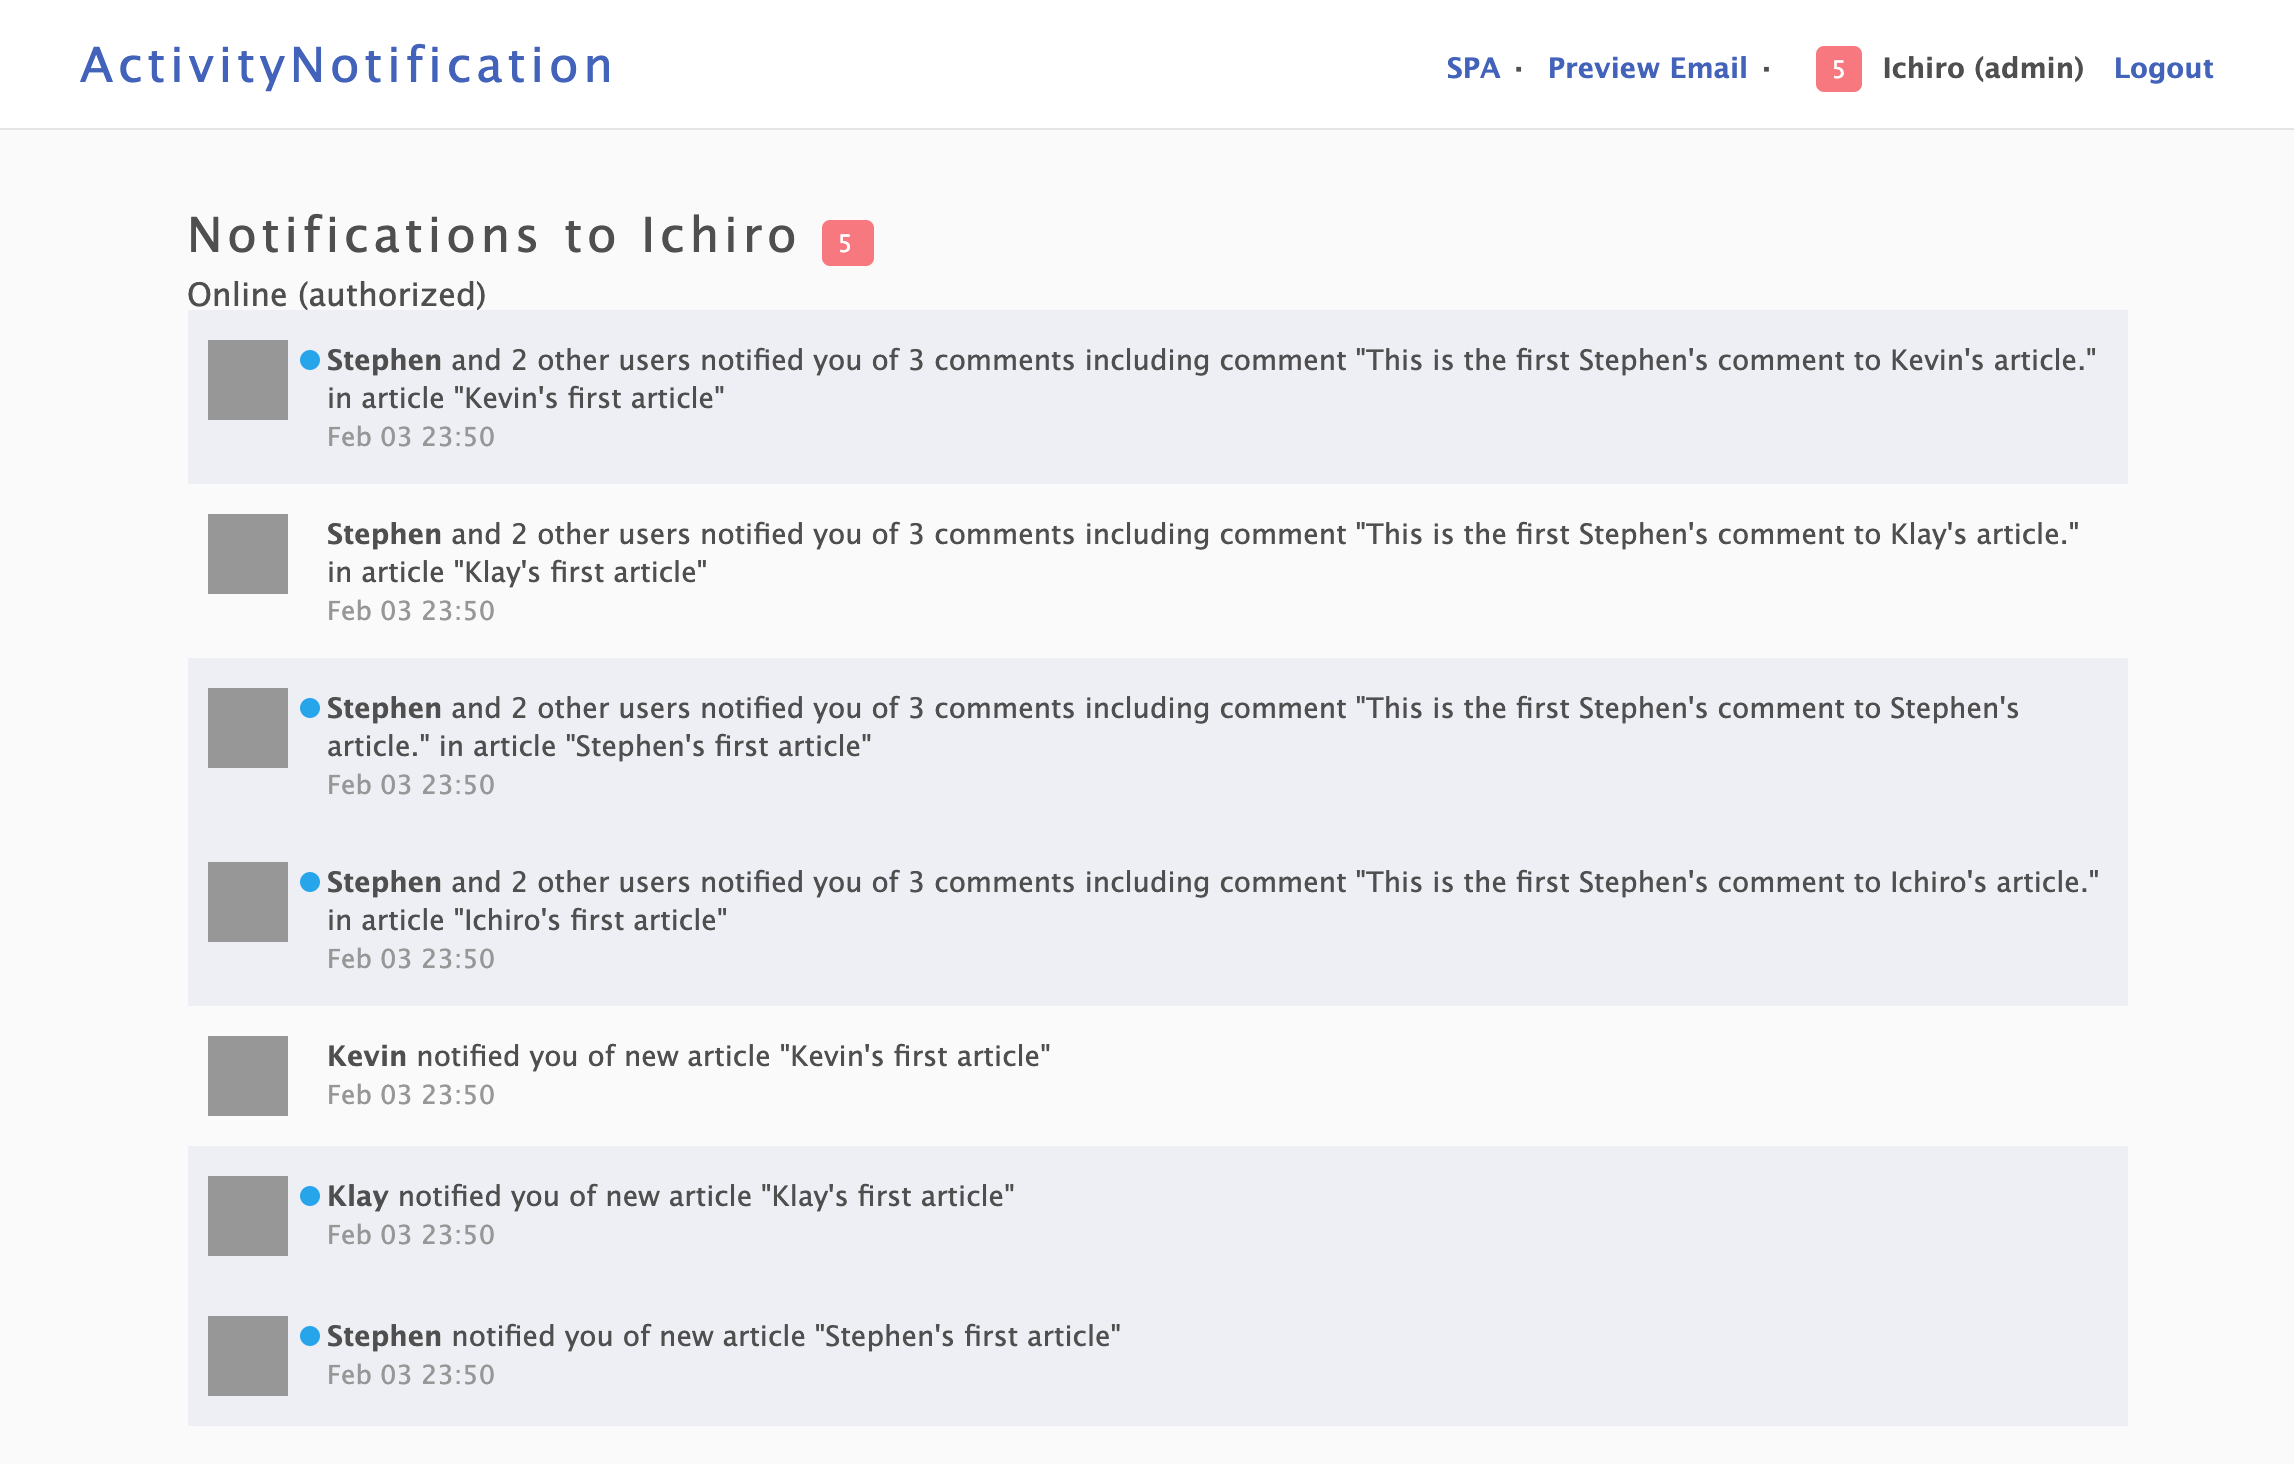 ActivityNotification
SPA · Preview Email · 5 Ichiro (admin) Logout
Notifications to Ichiro 5
Online (authorized)
Stephen and 2 other users notified you of 3 comments including comment "This is the first Stephen's comment to Kevin's article."
in article "Kevin's first article"
Feb 03 23:50
Stephen and 2 other users notified you of 3 comments including comment "This is the first Stephen's comment to Klay's article."
in article "Klay's first article"
Feb 03 23:50
Stephen and 2 other users notified you of 3 comments including comment "This is the first Stephen's comment to Stephen's
article." in article "Stephen's first article"
Feb 03 23:50
Stephen and 2 other users notified you of 3 comments including comment "This is the first Stephen's comment to Ichiro's article."
in article "Ichiro's first article"
Feb 03 23:50
Kevin notified you of new article "Kevin's first article"
Feb 03 23:50
Klay notified you of new article "Klay's first article"
Feb 03 23:50
Stephen notified you of new article "Stephen's first article"
Feb 03 23:50